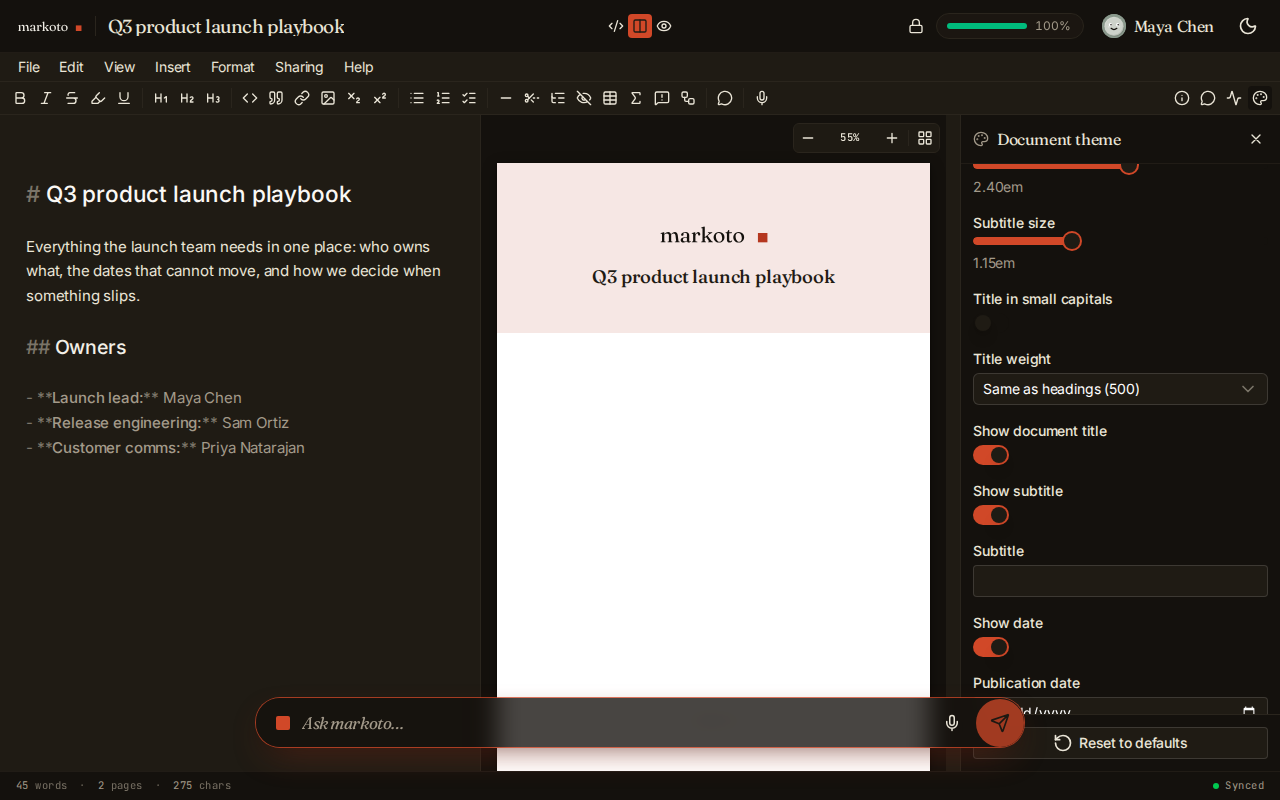 markoto
Q3 product launch playbook
100%
Maya Chen
File Edit View Insert Format Sharing Help
H1 H2 H3
55%
Document theme
# Q3 product launch playbook
Everything the launch team needs in one place: who owns
what, the dates that cannot move, and how we decide when
something slips.
## Owners
- **Launch lead:** Maya Chen
- **Release engineering:** Sam Ortiz
- **Customer comms:** Priya Natarajan
markoto
Q3 product launch playbook
2.40em
Subtitle size
1.15em
Title in small capitals
Title weight
Same as headings (500)
Show document title
Show subtitle
Subtitle
Show date
Publication date
Ask markoto...
Reset to defaults
45 words · 2 pages · 275 chars
Synced